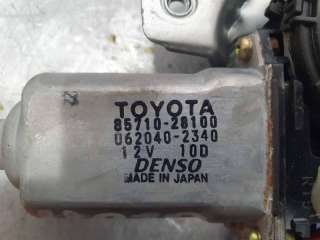 TOYOTA
85710-28100
062040-2340
12V 10D
DENSO
MADE IN JAPAN